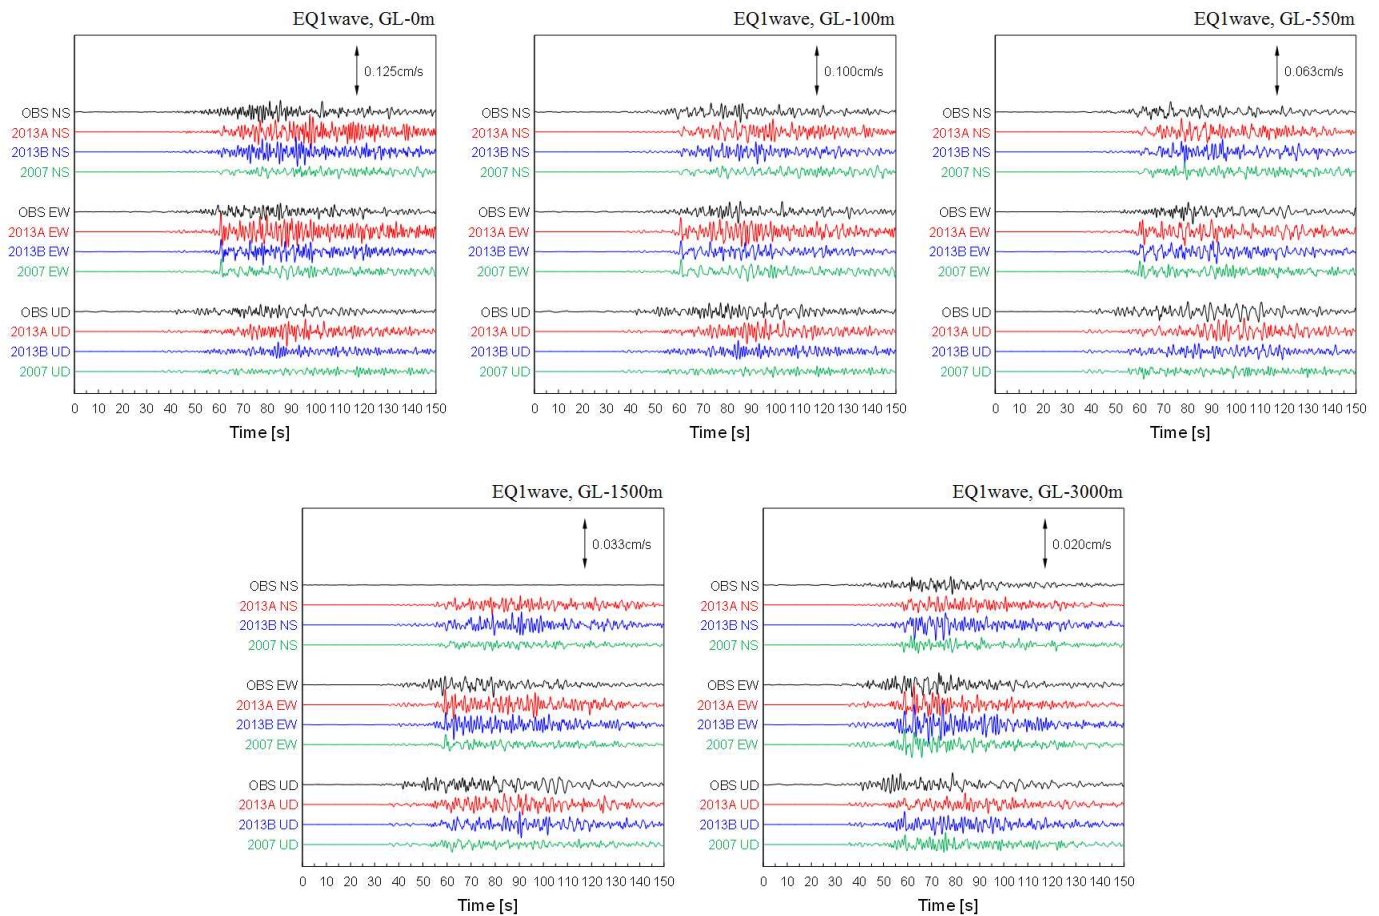 EQ1wave, GL-0m
0.125cm/s
OBS NS
2013A NS
2013B NS
2007 NS
OBS EW
2013A EW
2013B EW
2007 EW
OBS UD
2013A UD
2013B UD
2007 UD
0 10 20 30 40 50 60 70 80 90 100 110 120 130 140 150
Time [s]
EQ1wave, GL-100m
0.100cm/s
OBS NS
2013A NS
2013B NS
2007 NS
OBS EW
2013A EW
2013B EW
2007 EW
OBS UD
2013A UD
2013B UD
2007 UD
0 10 20 30 40 50 60 70 80 90 100 110 120 130 140 150
Time [s]
EQ1wave, GL-550m
0.063cm/s
OBS NS
2013A NS
2013B NS
2007 NS
OBS EW
2013A EW
2013B EW
2007 EW
OBS UD
2013A UD
2013B UD
2007 UD
0 10 20 30 40 50 60 70 80 90 100 110 120 130 140 150
Time [s]
EQ1wave, GL-1500m
0.033cm/s
OBS NS
2013A NS
2013B NS
2007 NS
OBS EW
2013A EW
2013B EW
2007 EW
OBS UD
2013A UD
2013B UD
2007 UD
0 10 20 30 40 50 60 70 80 90 100 110 120 130 140 150
Time [s]
EQ1wave, GL-3000m
0.020cm/s
OBS NS
2013A NS
2013B NS
2007 NS
OBS EW
2013A EW
2013B EW
2007 EW
OBS UD
2013A UD
2013B UD
2007 UD
0 10 20 30 40 50 60 70 80 90 100 110 120 130 140 150
Time [s]